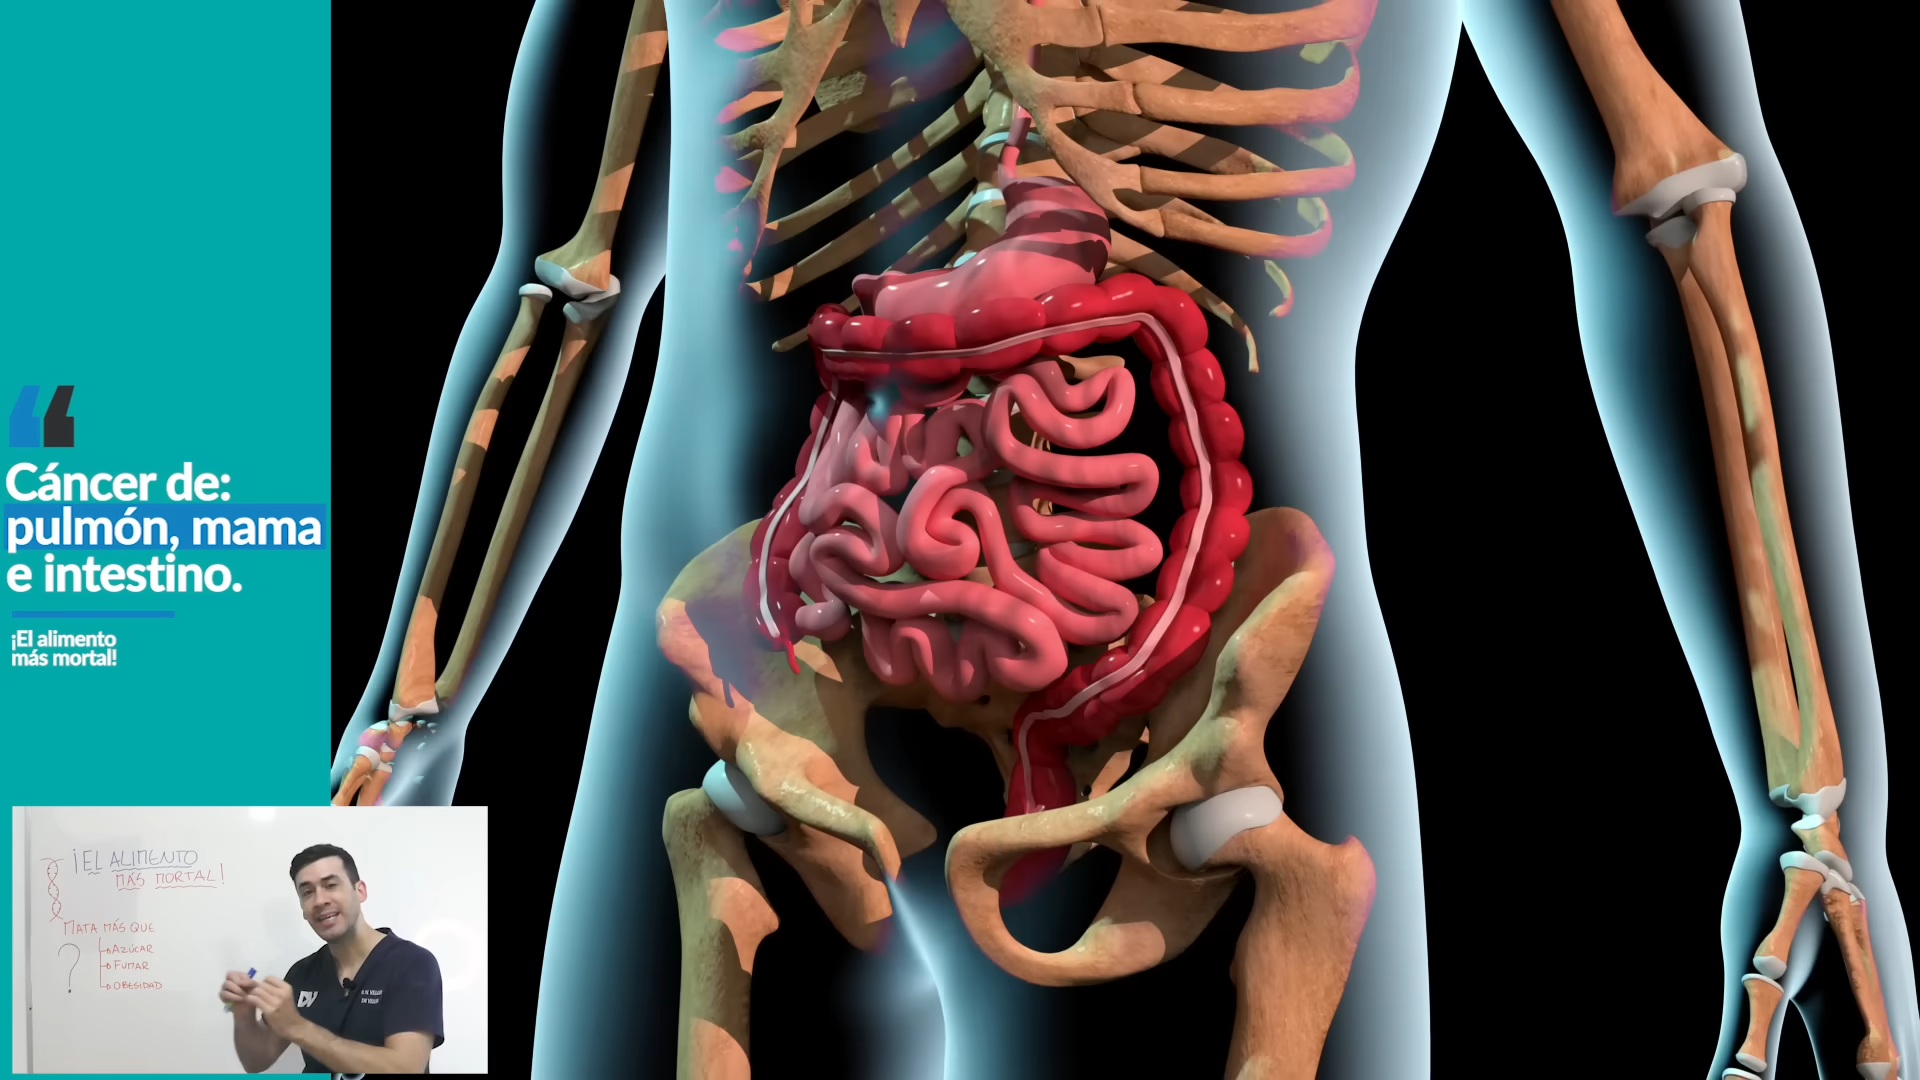 Cáncer de:
pulmón, mama
e intestino.
¡El alimento
más mortal!
¡EL ALIMENTO
MÁS MORTAL!
MATA MÁS QUE
? AZÚCAR
FUMAR
OBESIDAD
DV